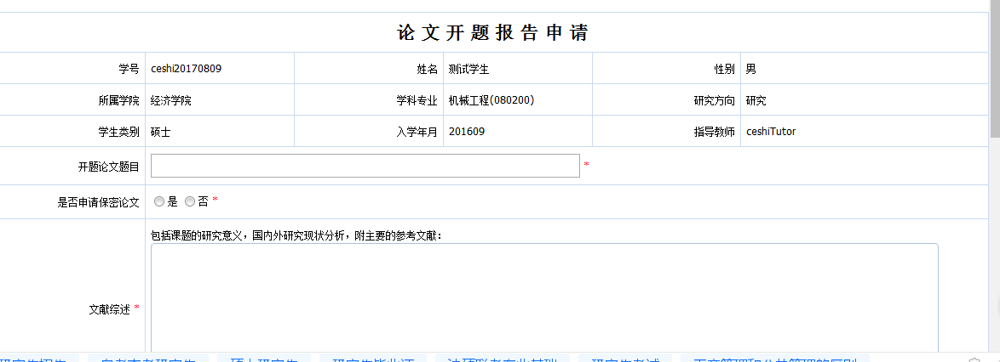 论文开题报告申请
学号 ceshi20170809 姓名 测试学生 性别 男
所属学院 经济学院 学科专业 机械工程(080200) 研究方向 研究
学生类别 硕士 入学年月 201609 指导教师 ceshiTutor
开题论文题目 *
是否申请保密论文 是 否 *
包括课题的研究意义，国内外研究现状分析，附主要的参考文献：
文献综述 *